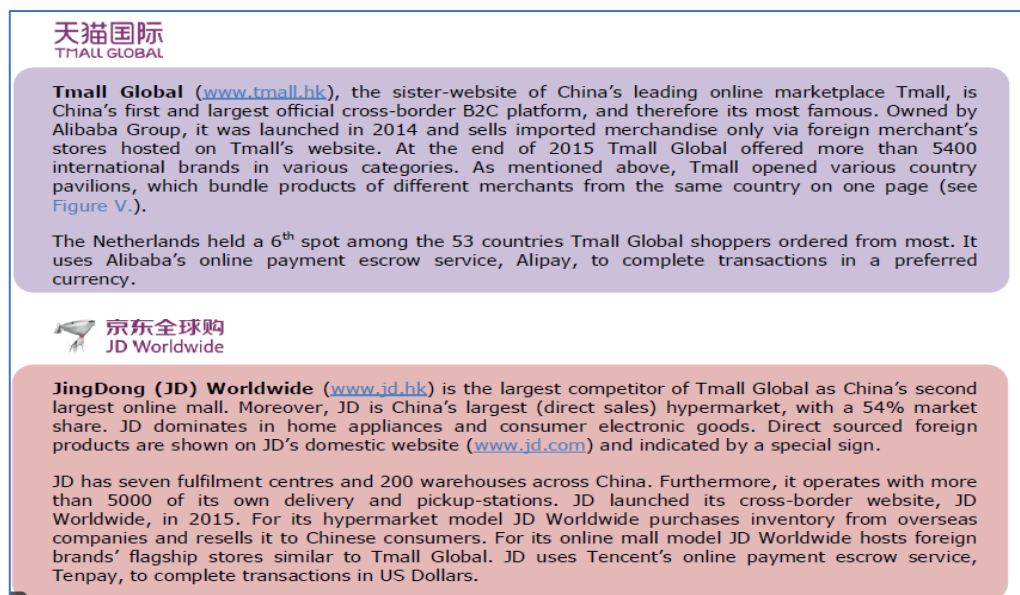 天猫国际
TMALL GLOBAL
Tmall Global (www.tmall.hk), the sister-website of China's leading online marketplace Tmall, is
China's first and largest official cross-border B2C platform, and therefore its most famous. Owned by
Alibaba Group, it was launched in 2014 and sells imported merchandise only via foreign merchant's
stores hosted on Tmall's website. At the end of 2015 Tmall Global offered more than 5400
international brands in various categories. As mentioned above, Tmall opened various country
pavilions, which bundle products of different merchants from the same country on one page (see
Figure V.).
The Netherlands held a 6th spot among the 53 countries Tmall Global shoppers ordered from most. It
uses Alibaba's online payment escrow service, Alipay, to complete transactions in a preferred
currency.
京东全球购
JD Worldwide
JingDong (JD) Worldwide (www.jd.hk) is the largest competitor of Tmall Global as China's second
largest online mall. Moreover, JD is China's largest (direct sales) hypermarket, with a 54% market
share. JD dominates in home appliances and consumer electronic goods. Direct sourced foreign
products are shown on JD's domestic website (www.jd.com) and indicated by a special sign.
JD has seven fulfilment centres and 200 warehouses across China. Furthermore, it operates with more
than 5000 of its own delivery and pickup-stations. JD launched its cross-border website, JD
Worldwide, in 2015. For its hypermarket model JD Worldwide purchases inventory from overseas
companies and resells it to Chinese consumers. For its online mall model JD Worldwide hosts foreign
brands' flagship stores similar to Tmall Global. JD uses Tencent's online payment escrow service,
Tenpay, to complete transactions in US Dollars.